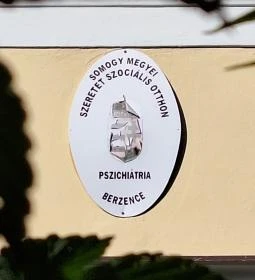 SOMOGY MEGYEI
SZERETET SZOCIÁLIS OTTHON
PSZICHIÁTRIA
BERZENCE